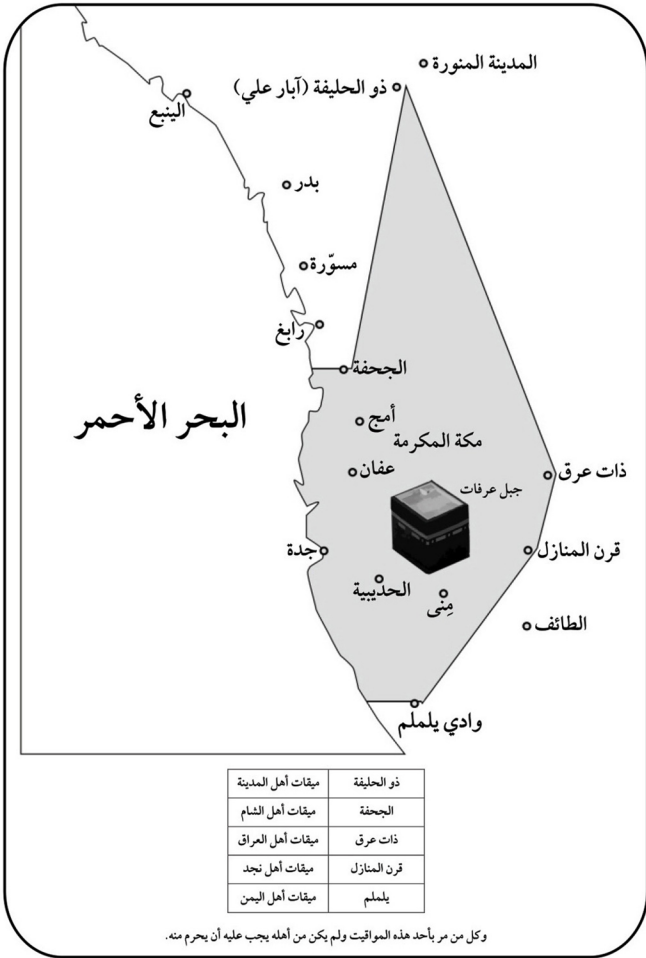 المدينة المنورة
ذو الحليفة (آبار علي)
الينبع
بدر
مسوّرة
رابغ
الجحفة
البحر الأحمر
أمج
مكة المكرمة
عفان
ذات عرق
جبل عرفات
جدة
قرن المنازل
الحديبية
مِنى
الطائف
وادي يلملم
ذو الحليفة ميقات أهل المدينة
الجحفة ميقات أهل الشام
ذات عرق ميقات أهل العراق
قرن المنازل ميقات أهل نجد
يلملم ميقات أهل اليمن
وكل من مر بأحد هذه المواقيت ولم يكن من أهله يجب عليه أن يحرم منه.